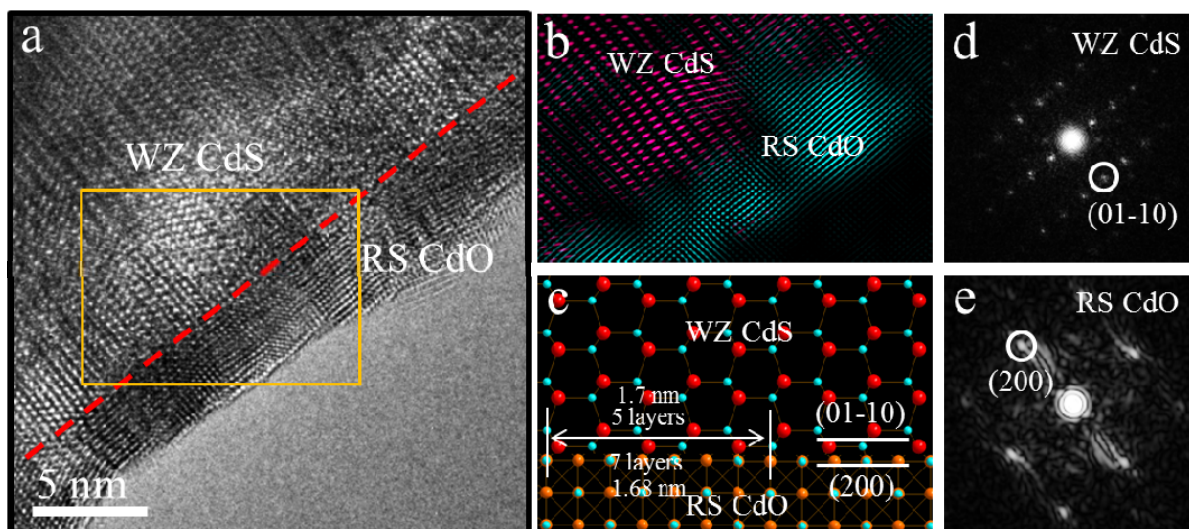 a
WZ CdS
RS CdO
5 nm
b
WZ CdS
RS CdO
c
WZ CdS
1.7 nm
5 layers
(01-10)
7 layers
(200)
1.68 nm
RS CdO
d
WZ CdS
(01-10)
e
RS CdO
(200)